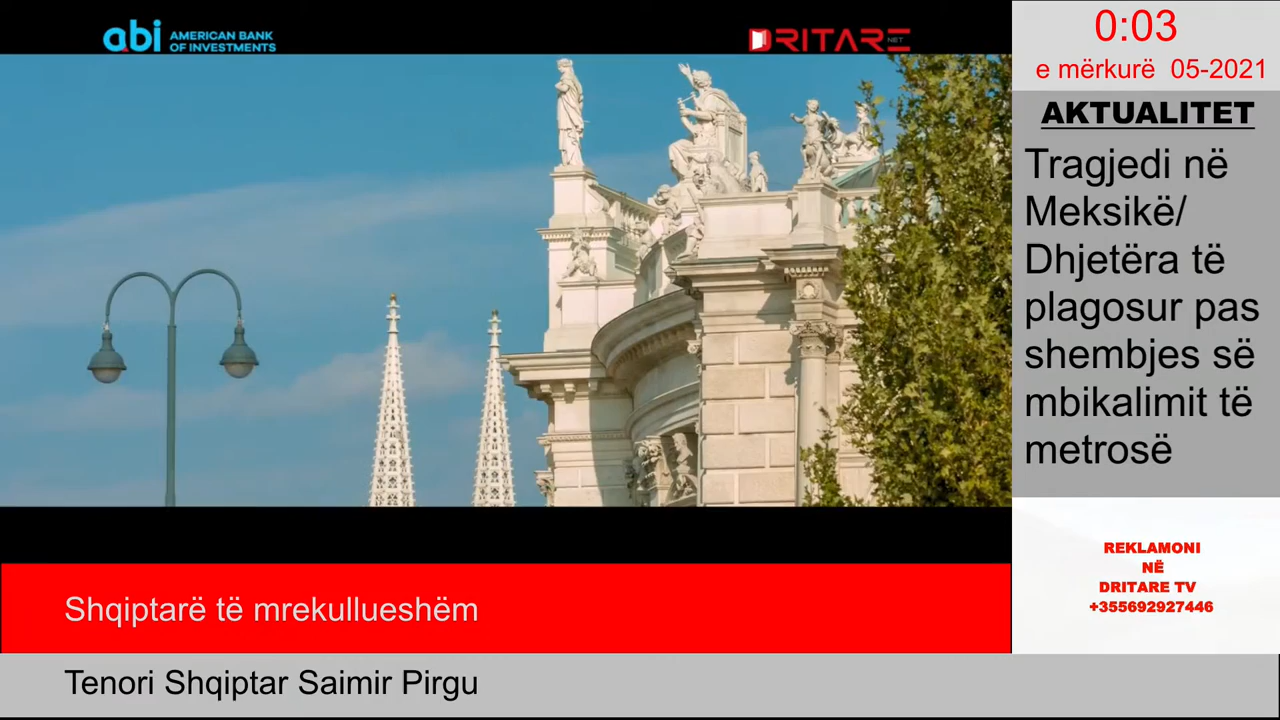 abi AMERICAN BANK
OF INVESTMENTS
DRITARE
NET
0:03
e mërkurë 05-2021
AKTUALITET
Tragjedi në
Meksikë/
Dhjetëra të
plagosur pas
shembjes së
mbikalimit të
metrosë
REKLAMONI
NË
DRITARE TV
+355692927446
Shqiptarë të mrekullueshëm
Tenori Shqiptar Saimir Pirgu